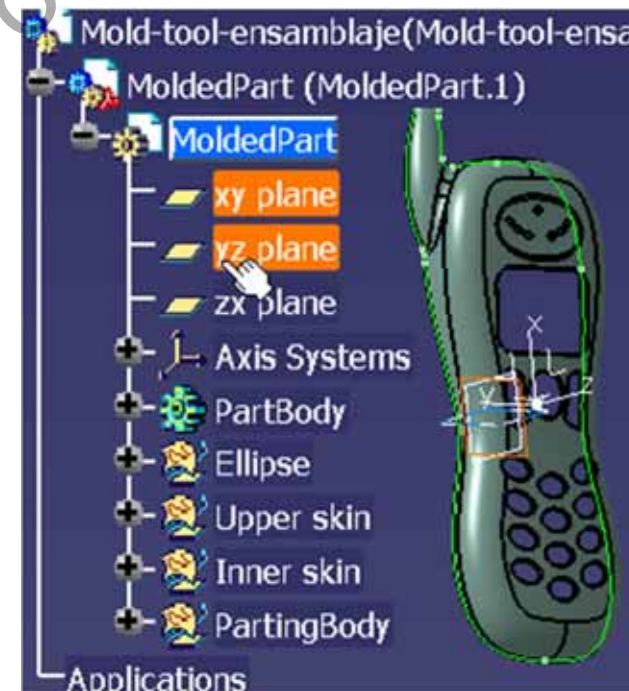 Mold-tool-ensamblaje(Mold-tool-ensa
MoldedPart (MoldedPart.1)
MoldedPart
xy plane
yz plane
zx plane
Axis Systems
PartBody
Ellipse
Upper skin
Inner skin
PartingBody
Applications
x
y
z